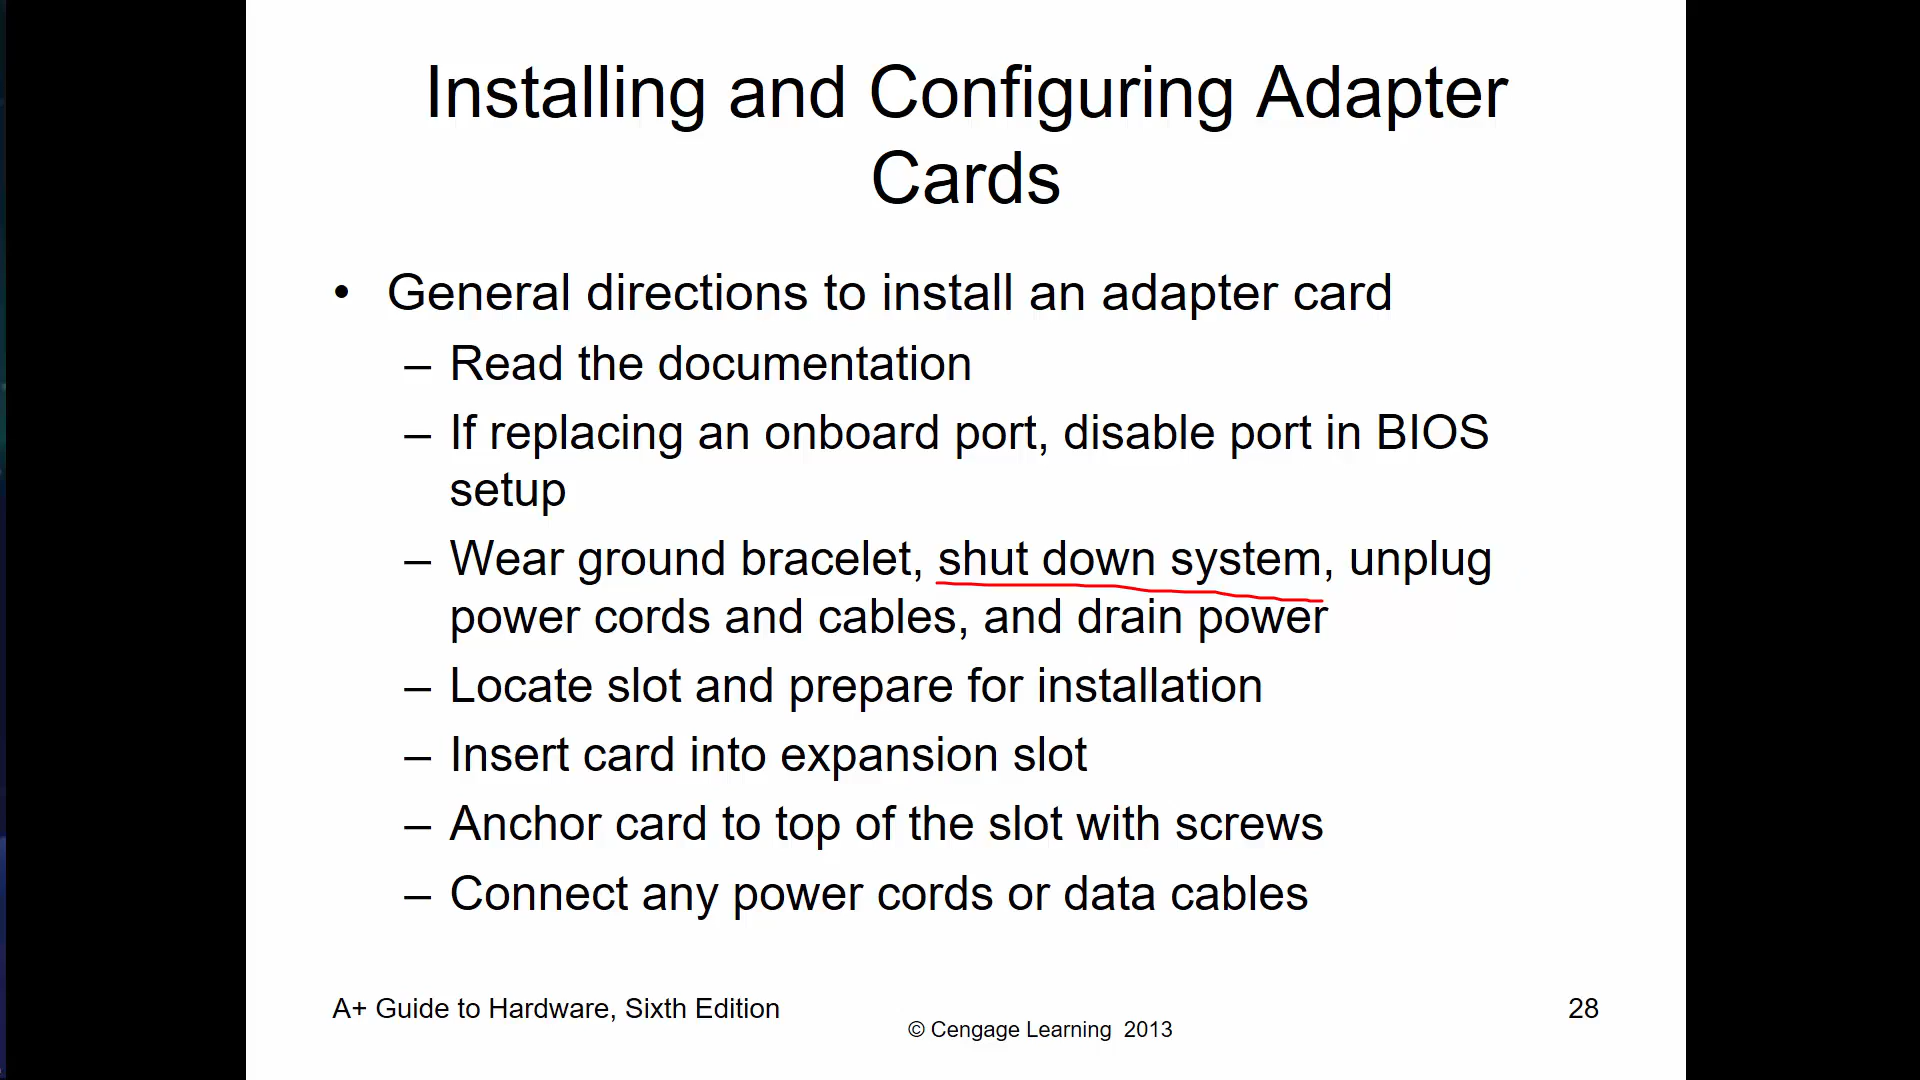 Installing and Configuring Adapter
Cards
• General directions to install an adapter card
– Read the documentation
– If replacing an onboard port, disable port in BIOS
setup
– Wear ground bracelet, shut down system, unplug
power cords and cables, and drain power
– Locate slot and prepare for installation
– Insert card into expansion slot
– Anchor card to top of the slot with screws
– Connect any power cords or data cables
A+ Guide to Hardware, Sixth Edition
© Cengage Learning 2013
28